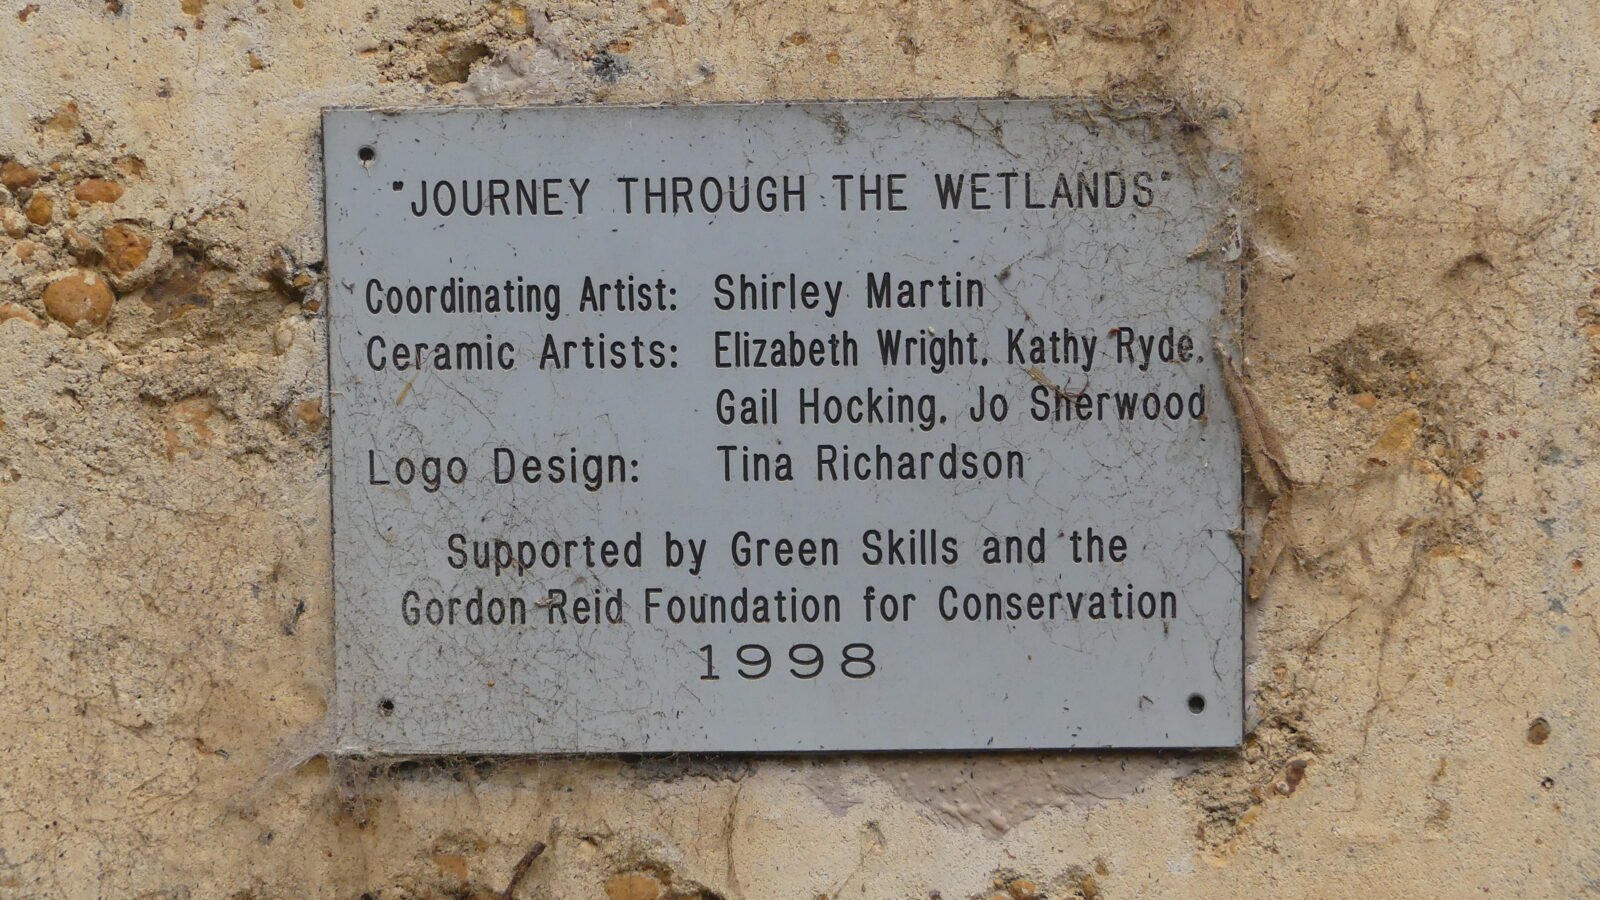 "JOURNEY THROUGH THE WETLANDS"
Coordinating Artist: Shirley Martin
Ceramic Artists: Elizabeth Wright, Kathy Ryde,
Gail Hocking, Jo Sherwood
Logo Design: Tina Richardson
Supported by Green Skills and the
Gordon Reid Foundation for Conservation
1998